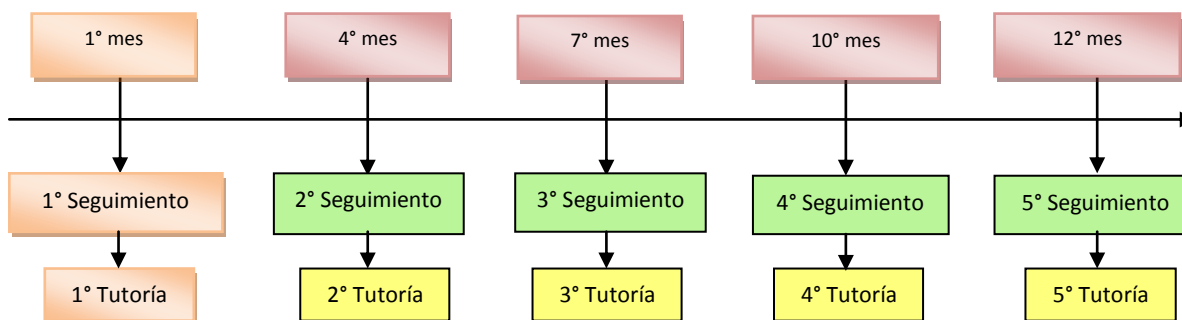 1° mes
4° mes
7° mes
10° mes
12° mes
1° Seguimiento
2° Seguimiento
3° Seguimiento
4° Seguimiento
5° Seguimiento
1° Tutoría
2° Tutoría
3° Tutoría
4° Tutoría
5° Tutoría